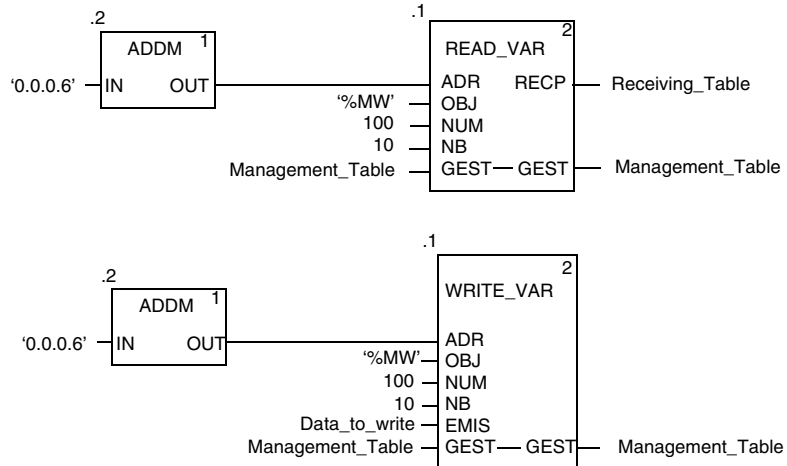 .2 .1
ADDM 1 2
READ_VAR
'0.0.0.6' IN OUT ADR RECP Receiving_Table
'%MW' OBJ
100 NUM
10 NB
Management_Table GEST GEST Management_Table
.1
.2 2
ADDM 1 WRITE_VAR
'0.0.0.6' IN OUT ADR
'%MW' OBJ
100 NUM
10 NB
Data_to_write EMIS
Management_Table GEST GEST Management_Table